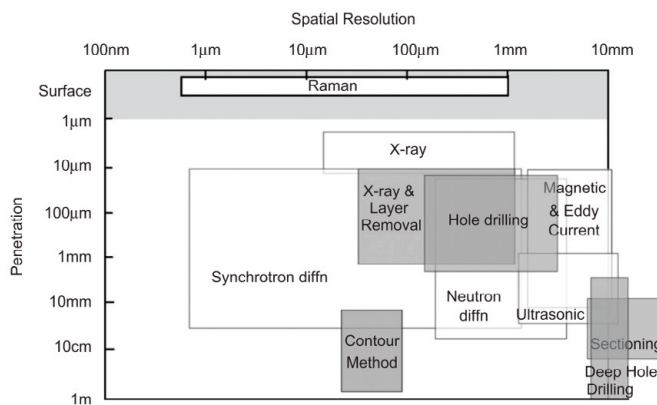 Spatial Resolution
100nm 1μm 10μm 100μm 1mm 10mm
Penetration
Surface
1μm
10μm
100μm
1mm
10mm
10cm
1m
Raman
X-ray
X-ray &
Layer
Removal
Hole drilling
Magnetic
& Eddy
Current
Synchrotron diffn
Neutron
diffn
Ultrasonic
Contour
Method
Sectioning
Deep Hole
Drilling